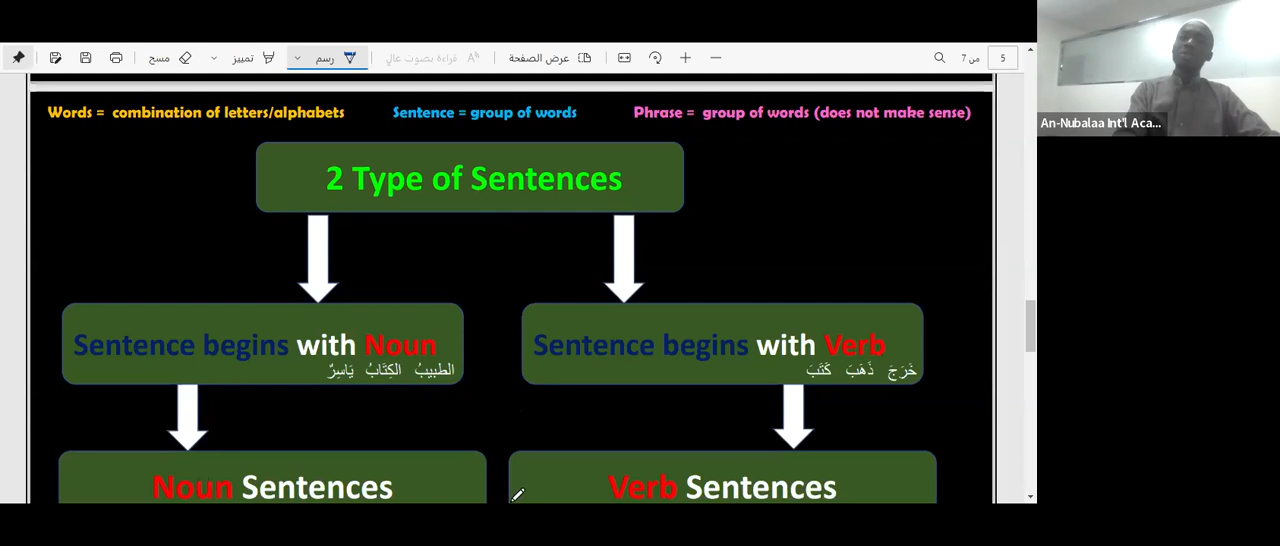 مسح
تمييز
رسم
قراءة بصوت عالٍ
عرض الصفحة
من 7
5
An-Nubalaa Int'l Aca...
Words = combination of letters/alphabets
Sentence = group of words
Phrase = group of words (does not make sense)
2 Type of Sentences
Sentence begins with Noun
الطبيبُ الكِتَابُ يَاسِرٌ
Sentence begins with Verb
خَرَجَ ذَهَبَ كَتَبَ
Noun Sentences
Verb Sentences